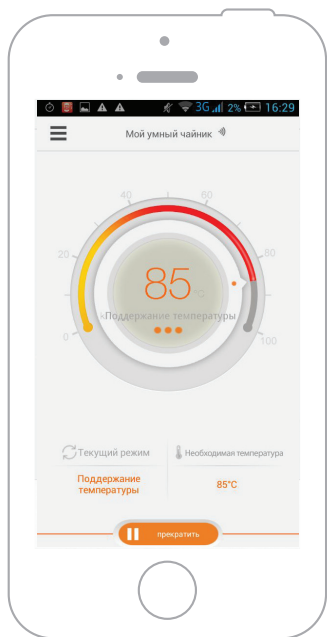 3G 2% 16:29
Мой умный чайник
40 60
20 80
85 °C
«Поддержание температуры
0 100
Текущий режим
Необходимая температура
Поддержание
температуры
85°C
прекратить